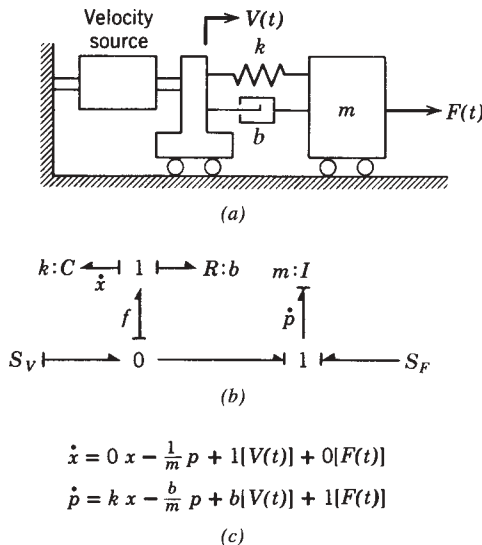 Velocity
source
V(t)
k
b
m
F(t)
(a)
k:C ẋ 1 R:b m:I
f ṗ
S_V 0 1 S_F
(b)
ẋ = 0 x − 1/m p + 1[V(t)] + 0[F(t)]
ṗ = k x − b/m p + b[V(t)] + 1[F(t)]
(c)